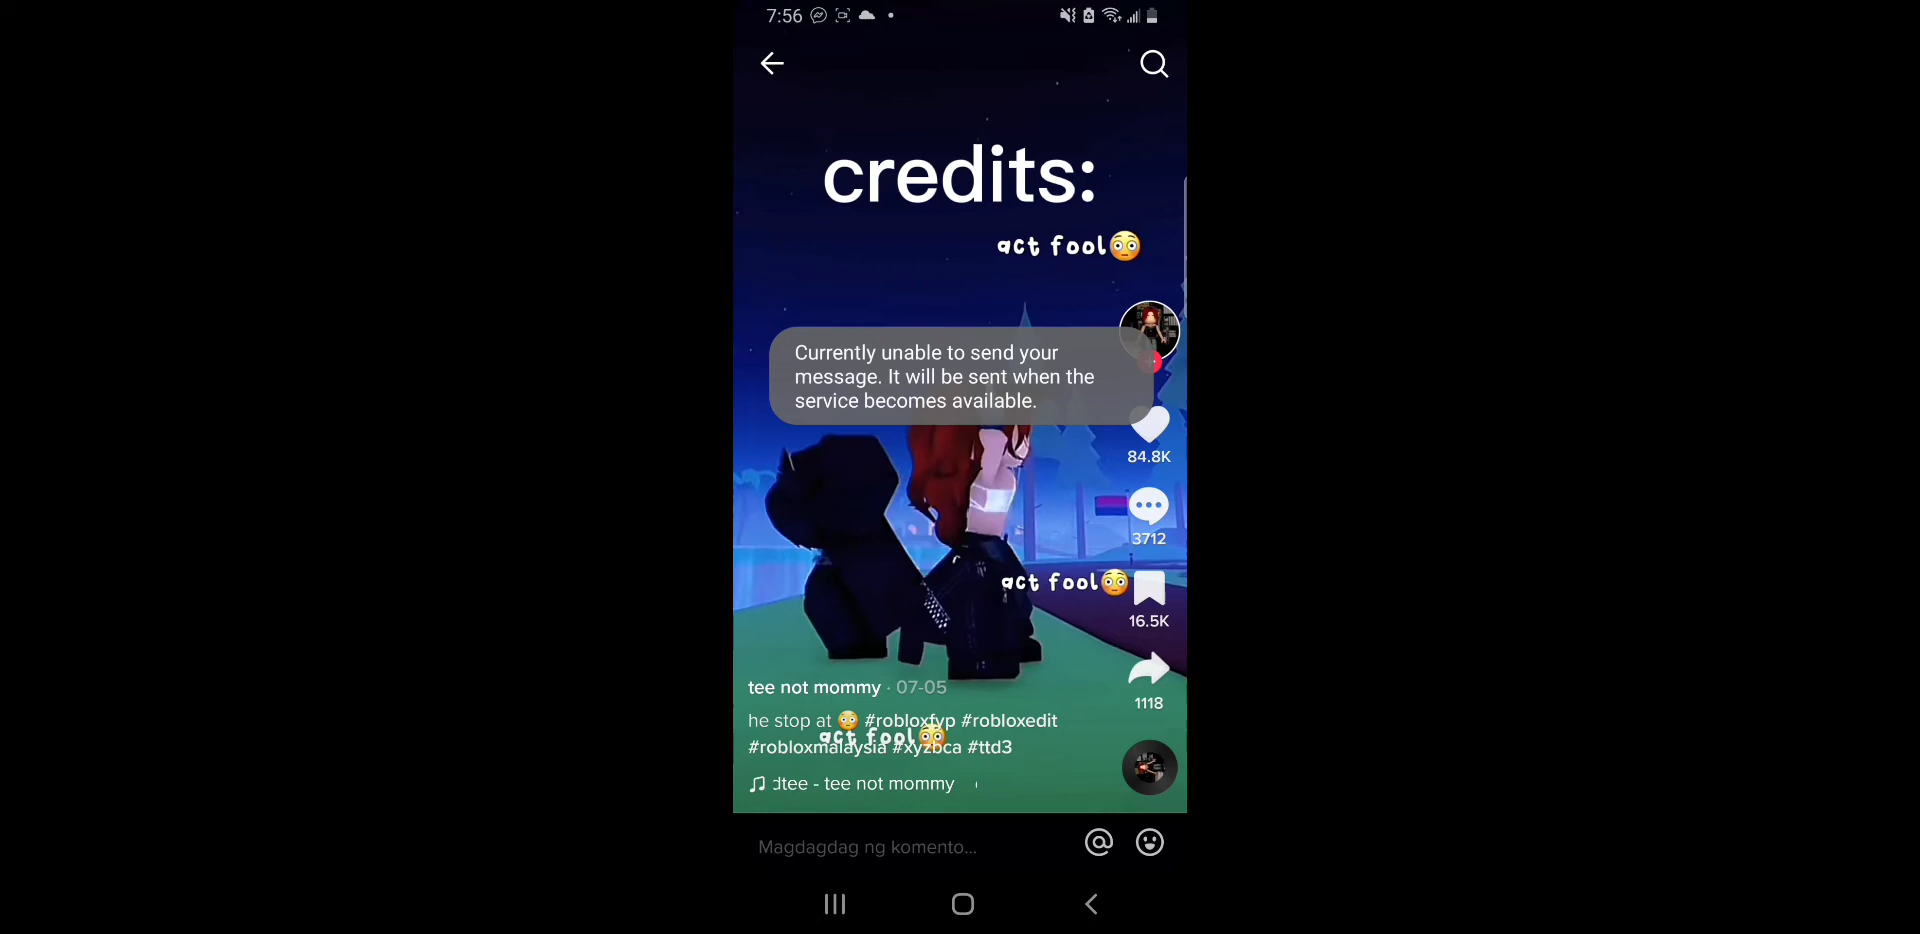 7:56
credits:
act fool😳
Currently unable to send your
message. It will be sent when the
service becomes available.
84.8K
3712
act fool😳
16.5K
1118
tee not mommy · 07-05
he stop at 😳 #robloxfyp #robloxedit
act fool😳
#robloxmalaysia #xyzbca #ttd3
dtee - tee not mommy
Magdagdag ng komento...